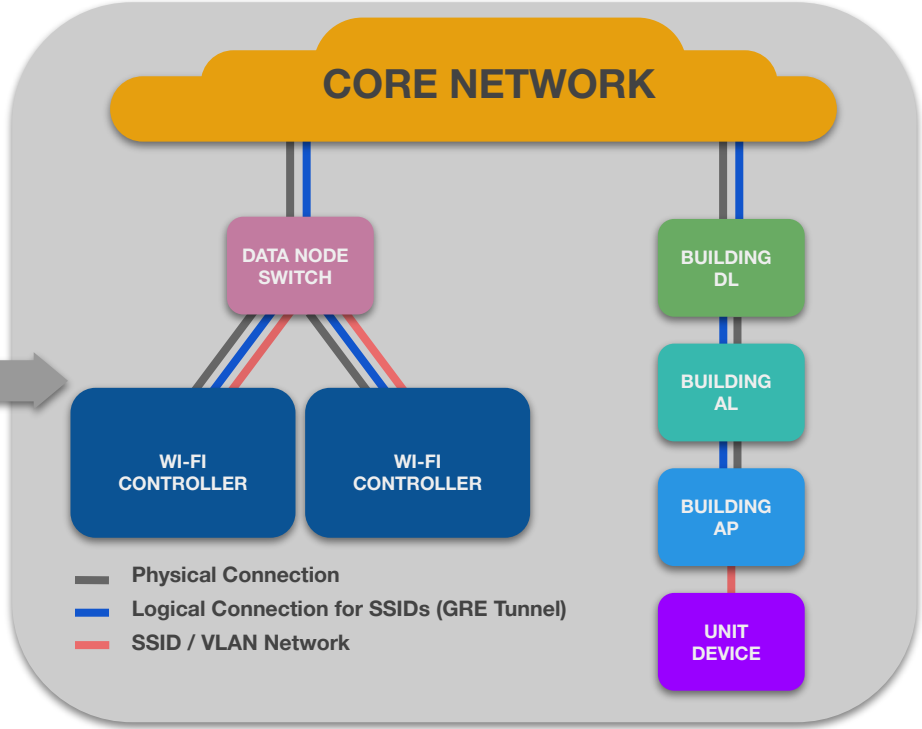 CORE NETWORK
DATA NODE
SWITCH
BUILDING
DL
BUILDING
AL
WI-FI
CONTROLLER
WI-FI
CONTROLLER
BUILDING
AP
Physical Connection
Logical Connection for SSIDs (GRE Tunnel)
SSID / VLAN Network
UNIT
DEVICE